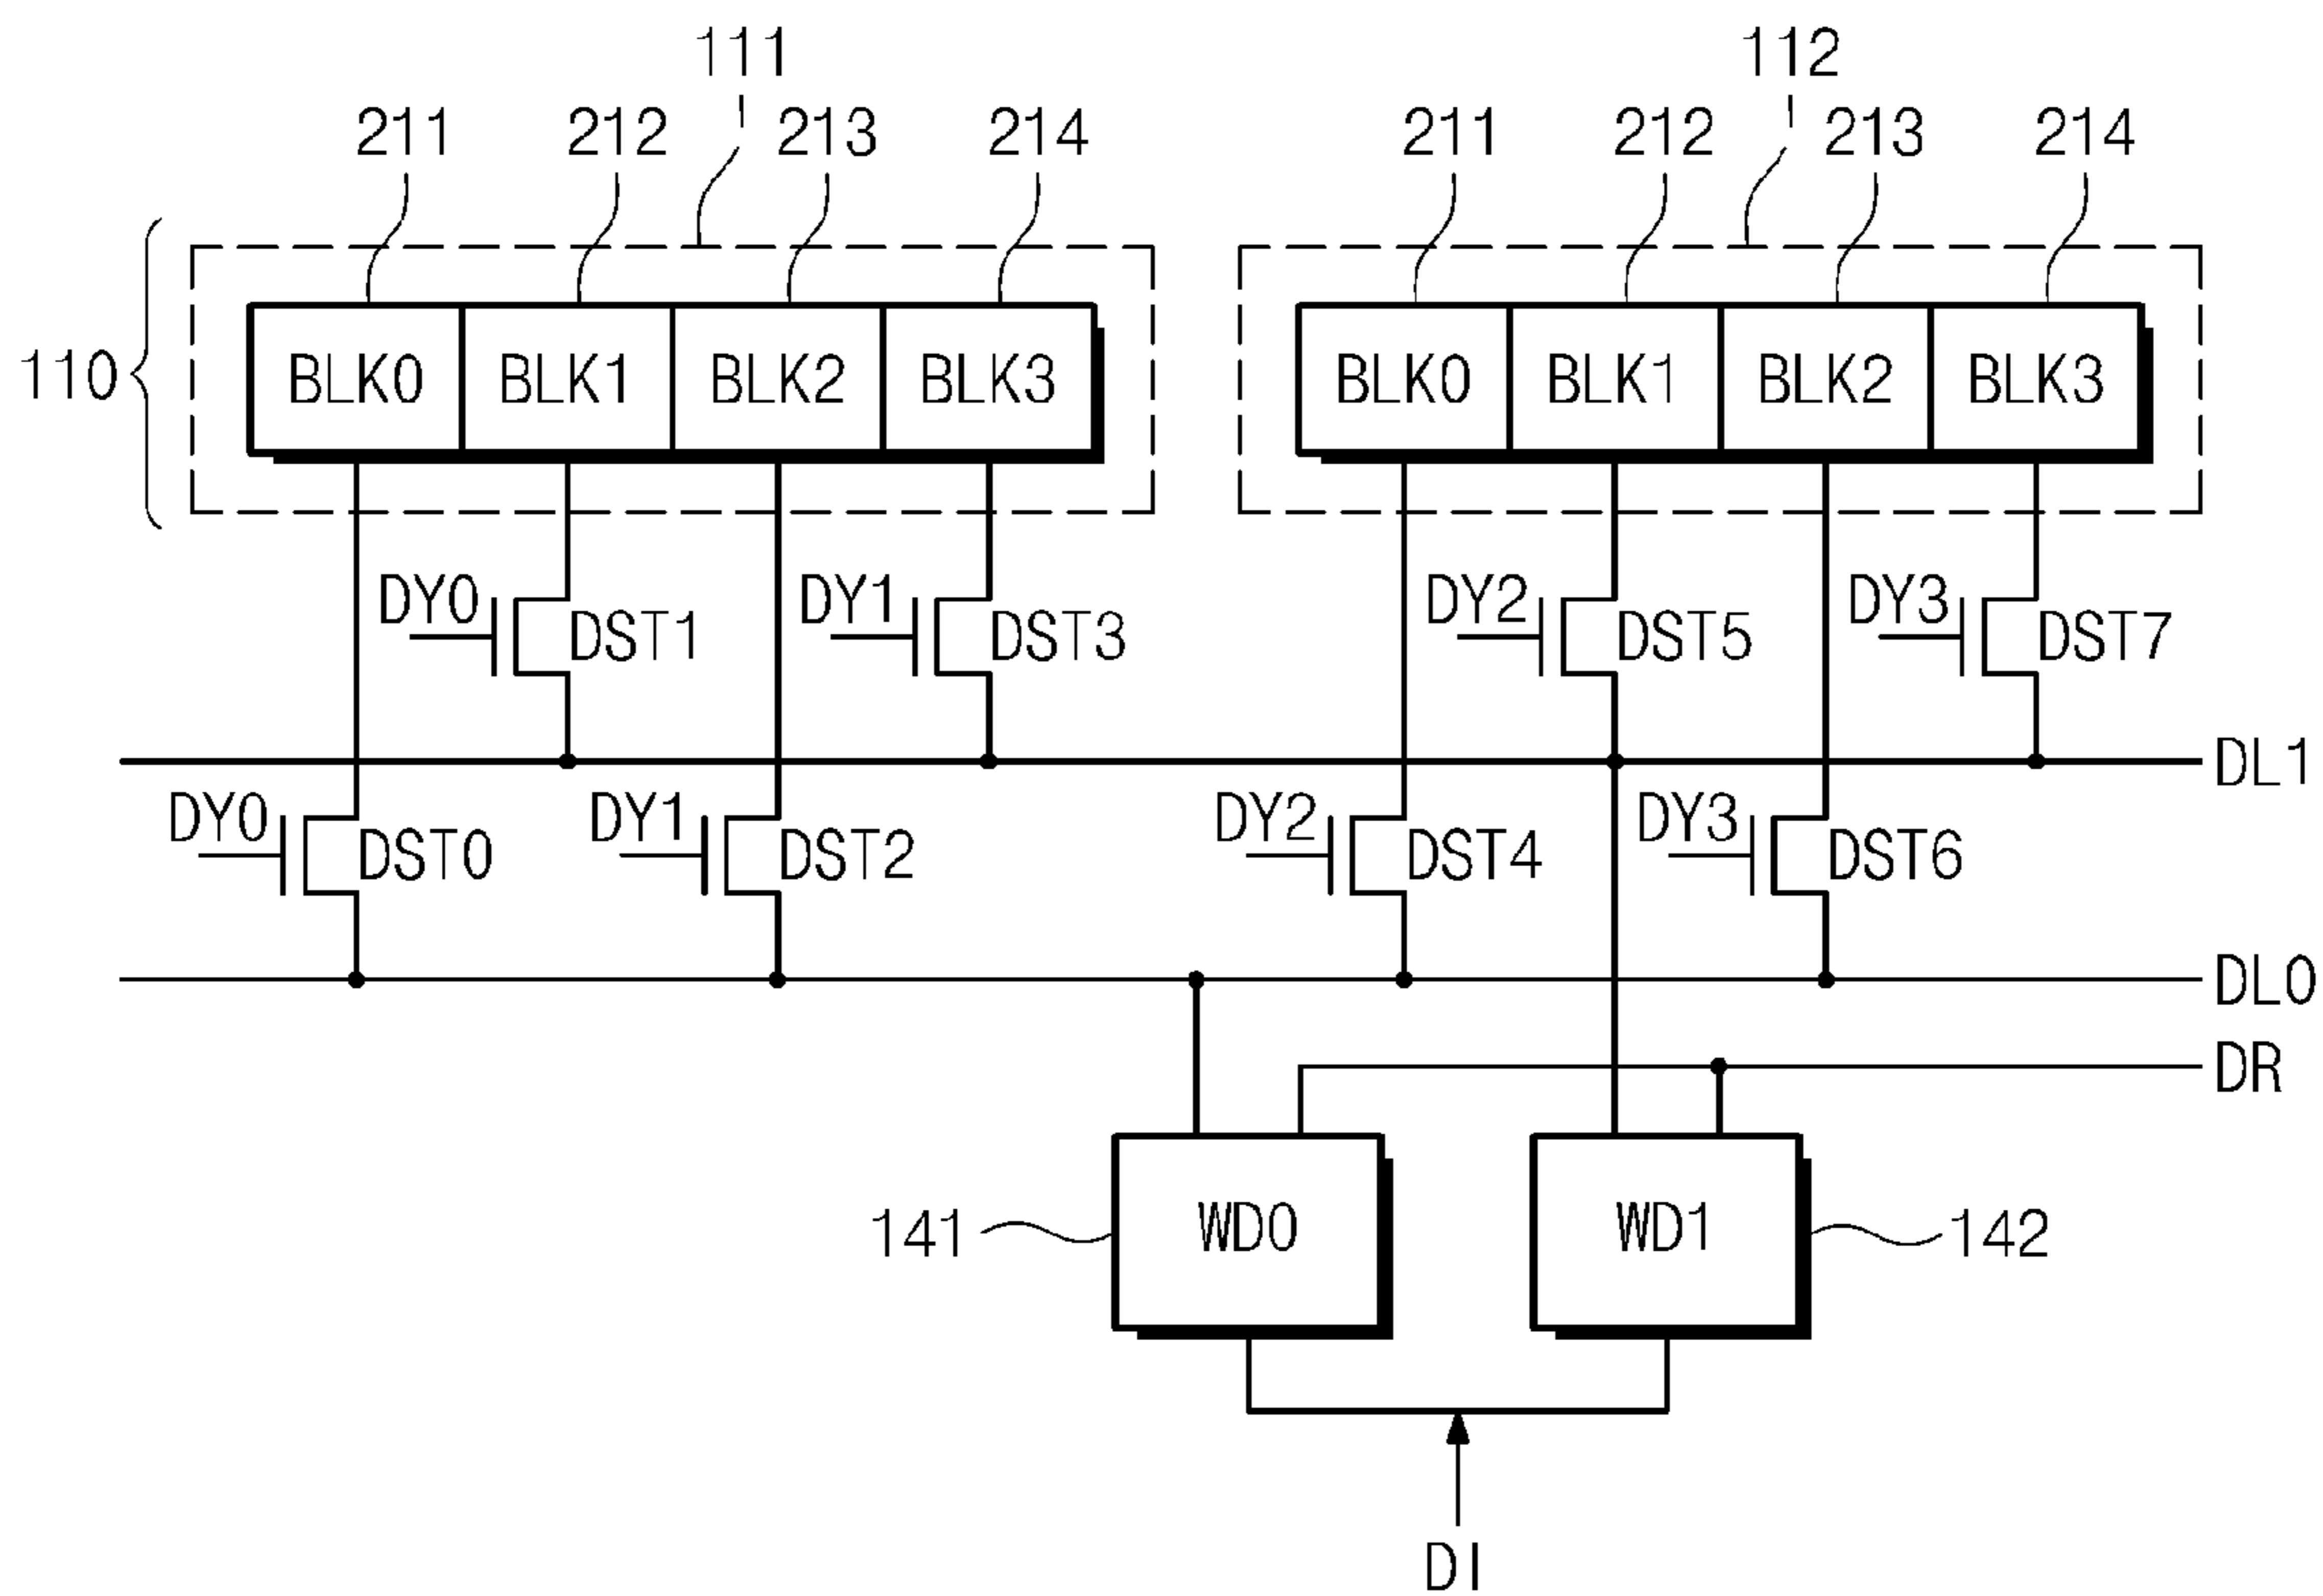 111 112
211 212 213 214 211 212 213 214
110 BLK0 BLK1 BLK2 BLK3 BLK0 BLK1 BLK2 BLK3
DY0 DST1 DY1 DST3 DY2 DST5 DY3 DST7
DL1
DY0 DST0 DY1 DST2 DY2 DST4 DY3 DST6
DL0
DR
141 WD0 WD1 142
DI